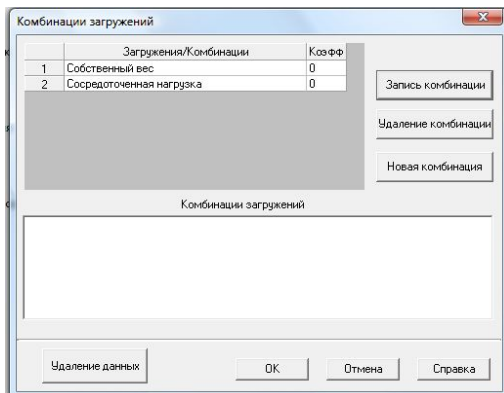 Комбинации загружений
Загружения/Комбинации Коэфф
1 Собственный вес 0
2 Сосредоточенная нагрузка 0
Запись комбинации
Удаление комбинации
Новая комбинация
Комбинации загружений
Удаление данных OK Отмена Справка